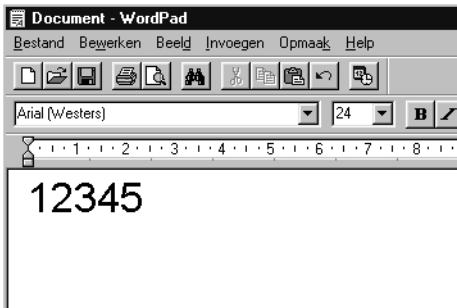 Document - WordPad
Bestand Bewerken Beeld Invoegen Opmaak Help
Arial (Westers) 24 B I
1 2 3 4 5 6 7 8
12345